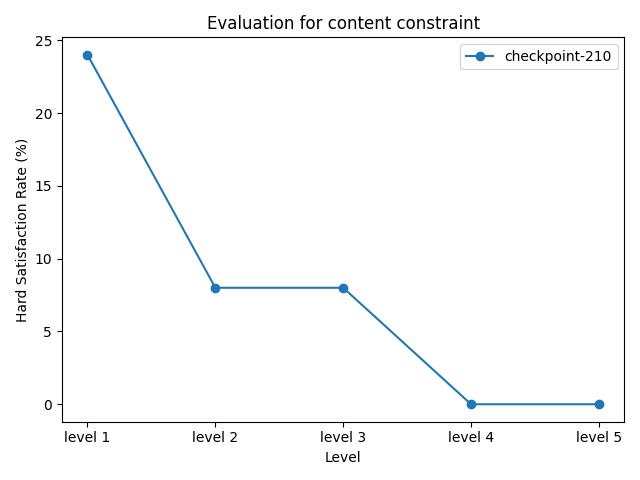 Evaluation for content constraint
checkpoint-210
Hard Satisfaction Rate (%)
25
20
15
10
5
0
level 1 level 2 level 3 level 4 level 5
Level